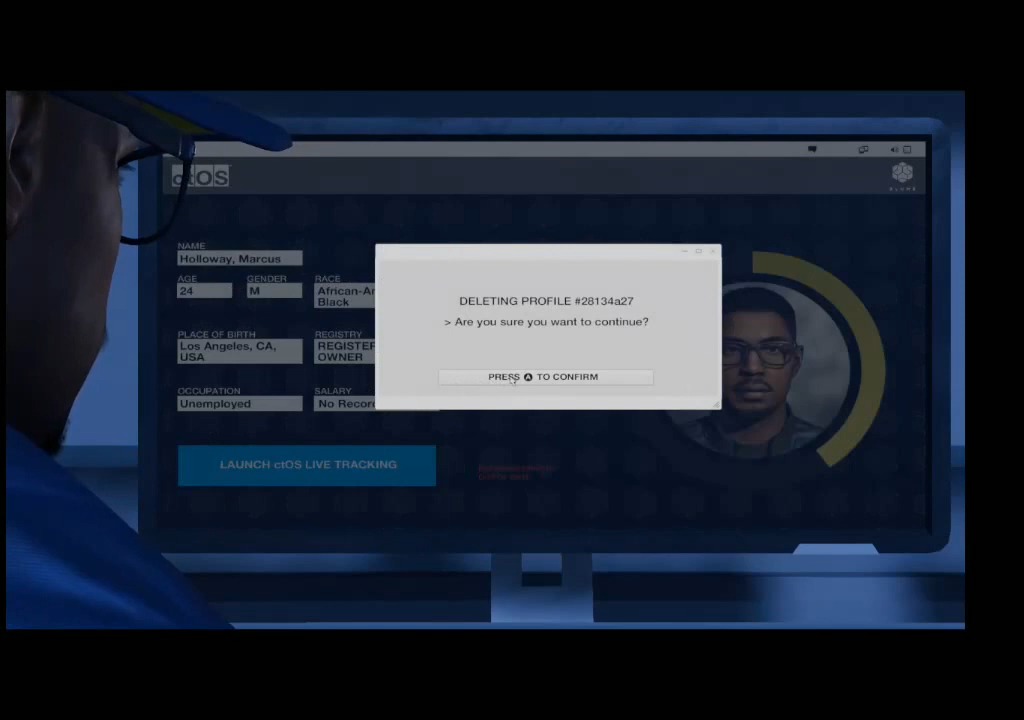 ctOS
BLUME
NAME
Holloway, Marcus
AGE
GENDER
RACE
24
M
African-Am
Black
PLACE OF BIRTH
REGISTRY
Los Angeles, CA,
USA
REGISTER
OWNER
OCCUPATION
SALARY
Unemployed
No Recor
DELETING PROFILE #28134a27
> Are you sure you want to continue?
PRESS A TO CONFIRM
LAUNCH ctOS LIVE TRACKING